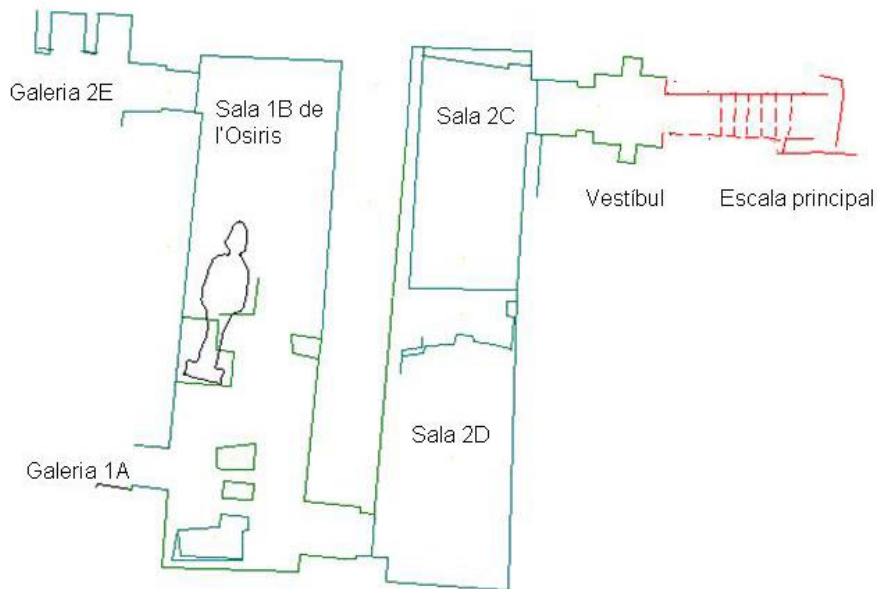 Galeria 2E
Sala 1B de
l'Osiris
Sala 2C
Vestíbul
Escala principal
Sala 2D
Galeria 1A